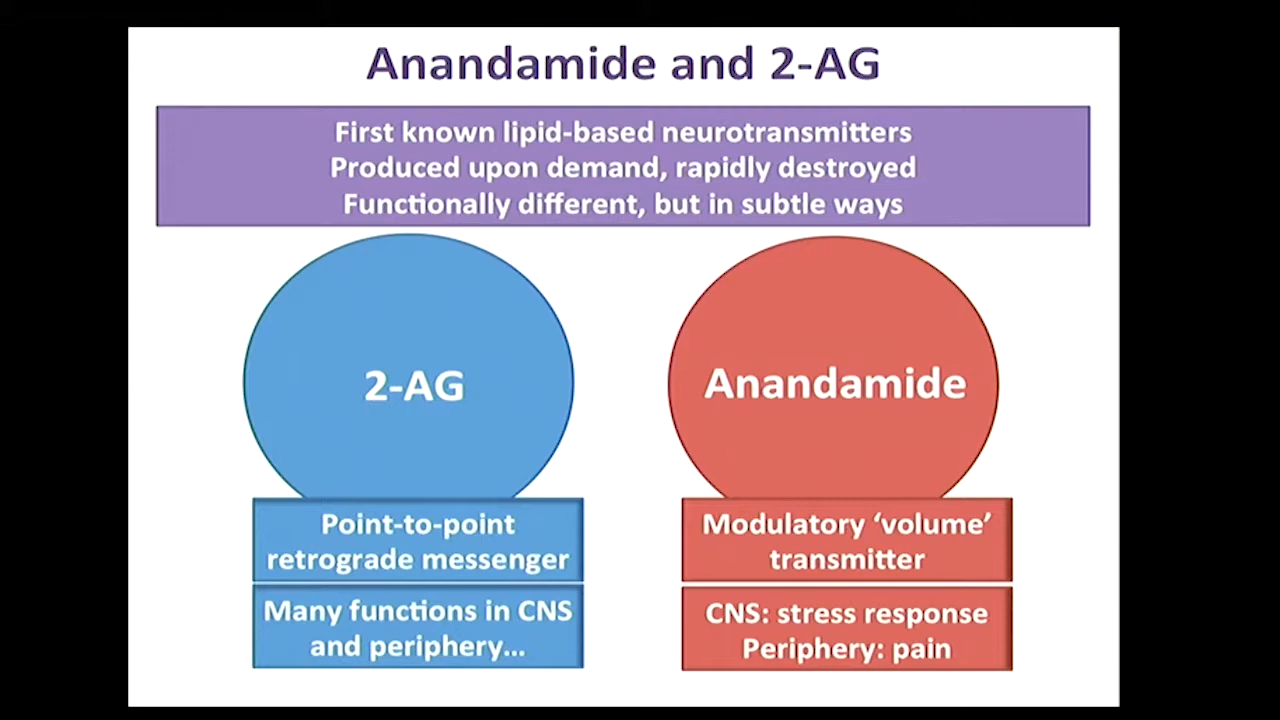 Anandamide and 2-AG
First known lipid-based neurotransmitters
Produced upon demand, rapidly destroyed
Functionally different, but in subtle ways
2-AG
Anandamide
Point-to-point
retrograde messenger
Many functions in CNS
and periphery...
Modulatory ‘volume’
transmitter
CNS: stress response
Periphery: pain